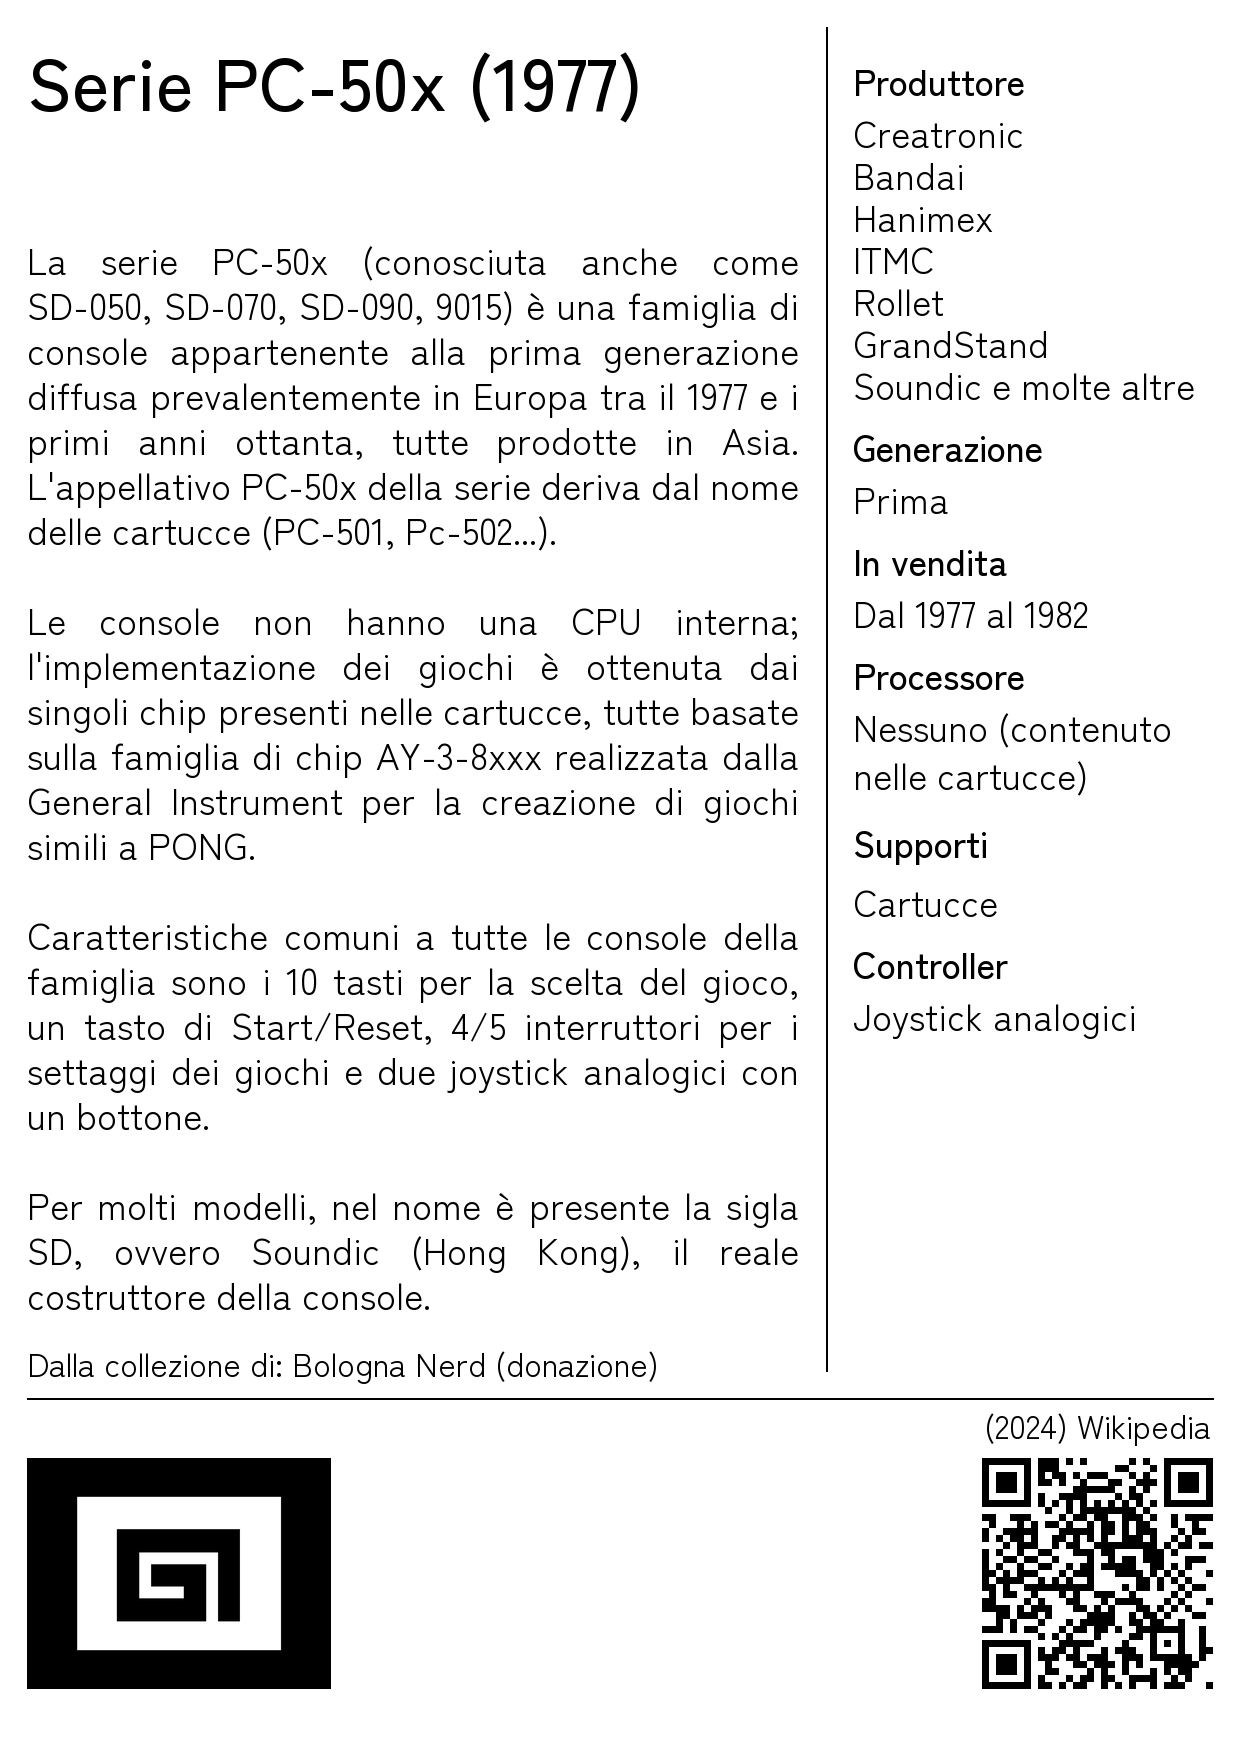 Serie PC-50x (1977)
La serie PC-50x (conosciuta anche come
SD-050, SD-070, SD-090, 9015) è una famiglia di
console appartenente alla prima generazione
diffusa prevalentemente in Europa tra il 1977 e i
primi anni ottanta, tutte prodotte in Asia.
L'appellativo PC-50x della serie deriva dal nome
delle cartucce (PC-501, Pc-502...).
Le console non hanno una CPU interna;
l'implementazione dei giochi è ottenuta dai
singoli chip presenti nelle cartucce, tutte basate
sulla famiglia di chip AY-3-8xxx realizzata dalla
General Instrument per la creazione di giochi
simili a PONG.
Caratteristiche comuni a tutte le console della
famiglia sono i 10 tasti per la scelta del gioco,
un tasto di Start/Reset, 4/5 interruttori per i
settaggi dei giochi e due joystick analogici con
un bottone.
Per molti modelli, nel nome è presente la sigla
SD, ovvero Soundic (Hong Kong), il reale
costruttore della console.
Dalla collezione di: Bologna Nerd (donazione)
Produttore
Creatronic
Bandai
Hanimex
ITMC
Rollet
GrandStand
Soundic e molte altre
Generazione
Prima
In vendita
Dal 1977 al 1982
Processore
Nessuno (contenuto
nelle cartucce)
Supporti
Cartucce
Controller
Joystick analogici
(2024) Wikipedia